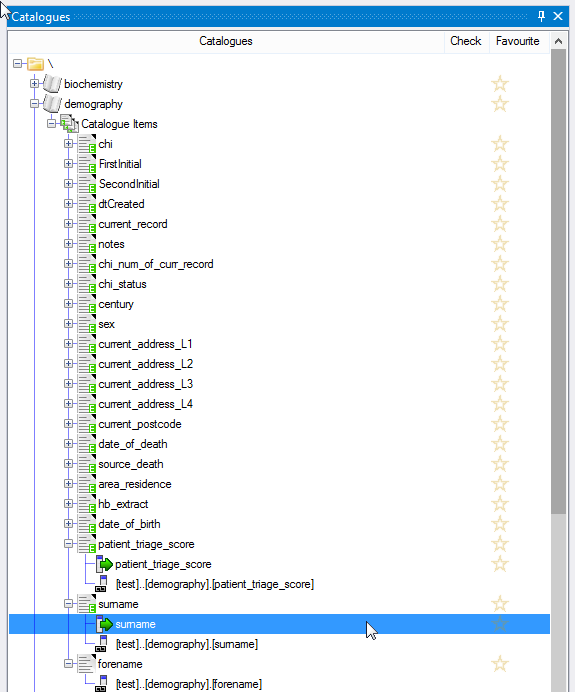 Catalogues
Catalogues Check Favourite
\
biochemistry
demography
Catalogue Items
chi
FirstInitial
SecondInitial
dtCreated
current_record
notes
chi_num_of_curr_record
chi_status
century
sex
current_address_L1
current_address_L2
current_address_L3
current_address_L4
current_postcode
date_of_death
source_death
area_residence
hb_extract
date_of_birth
patient_triage_score
patient_triage_score
[test]..[demography].[patient_triage_score]
surname
surname
[test]..[demography].[surname]
forename
[test]..[demography].[forename]